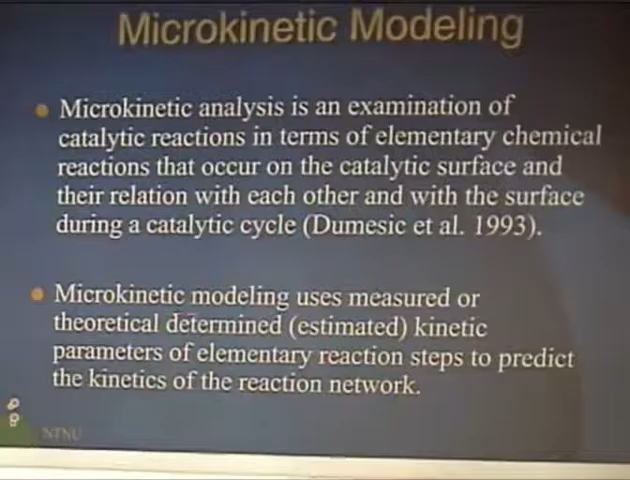 Microkinetic Modeling
Microkinetic analysis is an examination of
catalytic reactions in terms of elementary chemical
reactions that occur on the catalytic surface and
their relation with each other and with the surface
during a catalytic cycle (Dumesic et al. 1993).
Microkinetic modeling uses measured or
theoretical determined (estimated) kinetic
parameters of elementary reaction steps to predict
the kinetics of the reaction network.
NTNU